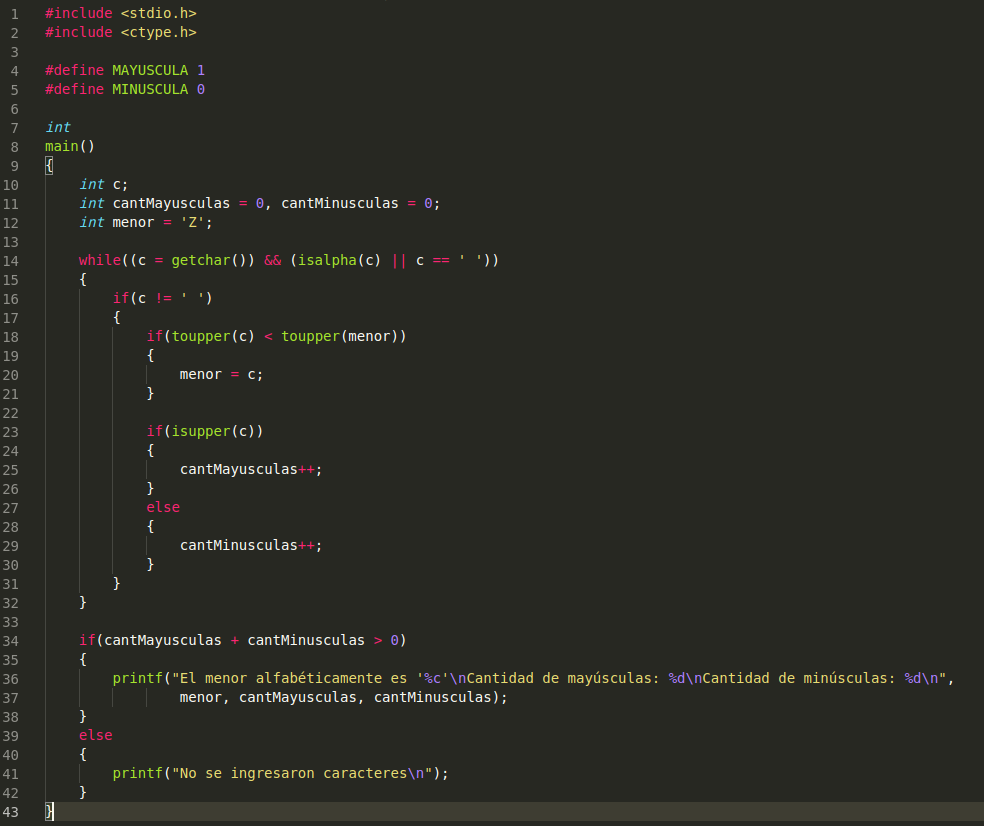 1 #include <stdio.h>
2 #include <ctype.h>
3
4 #define MAYUSCULA 1
5 #define MINUSCULA 0
6
7 int
8 main()
9 {
10     int c;
11     int cantMayusculas = 0, cantMinusculas = 0;
12     int menor = 'Z';
13
14     while((c = getchar()) && (isalpha(c) || c == ' '))
15     {
16         if(c != ' ')
17         {
18             if(toupper(c) < toupper(menor))
19             {
20                 menor = c;
21             }
22
23             if(isupper(c))
24             {
25                 cantMayusculas++;
26             }
27             else
28             {
29                 cantMinusculas++;
30             }
31         }
32     }
33
34     if(cantMayusculas + cantMinusculas > 0)
35     {
36         printf("El menor alfabéticamente es '%c'\nCantidad de mayúsculas: %d\nCantidad de minúsculas: %d\n",
37                 menor, cantMayusculas, cantMinusculas);
38     }
39     else
40     {
41         printf("No se ingresaron caracteres\n");
42     }
43 }